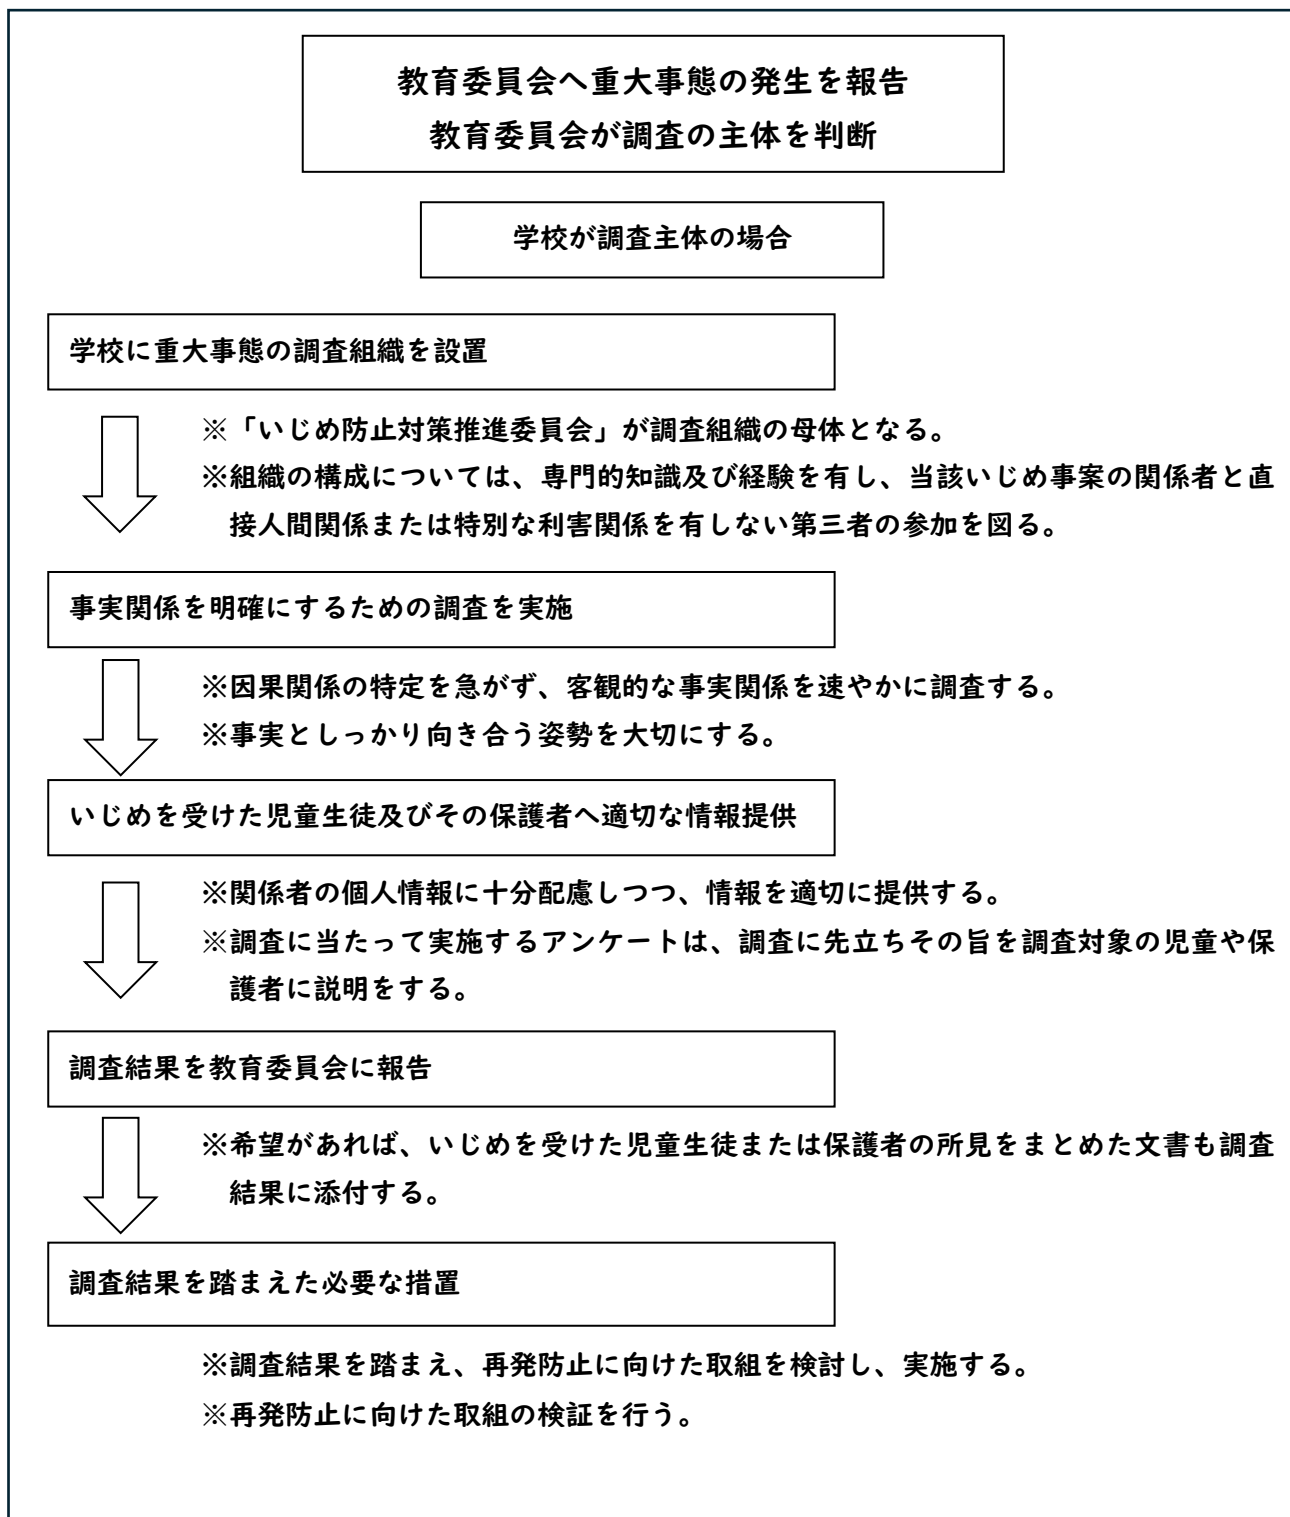 教育委員会へ重大事態の発生を報告
教育委員会が調査の主体を判断
学校が調査主体の場合
学校に重大事態の調査組織を設置
※「いじめ防止対策推進委員会」が調査組織の母体となる。
※組織の構成については、専門的知識及び経験を有し、当該いじめ事案の関係者と直
接人間関係または特別な利害関係を有しない第三者の参加を図る。
事実関係を明確にするための調査を実施
※因果関係の特定を急がず、客観的な事実関係を速やかに調査する。
※事実としっかり向き合う姿勢を大切にする。
いじめを受けた児童生徒及びその保護者へ適切な情報提供
※関係者の個人情報に十分配慮しつつ、情報を適切に提供する。
※調査に当たって実施するアンケートは、調査に先立ちその旨を調査対象の児童や保
護者に説明をする。
調査結果を教育委員会に報告
※希望があれば、いじめを受けた児童生徒または保護者の所見をまとめた文書も調査
結果に添付する。
調査結果を踏まえた必要な措置
※調査結果を踏まえ、再発防止に向けた取組を検討し、実施する。
※再発防止に向けた取組の検証を行う。